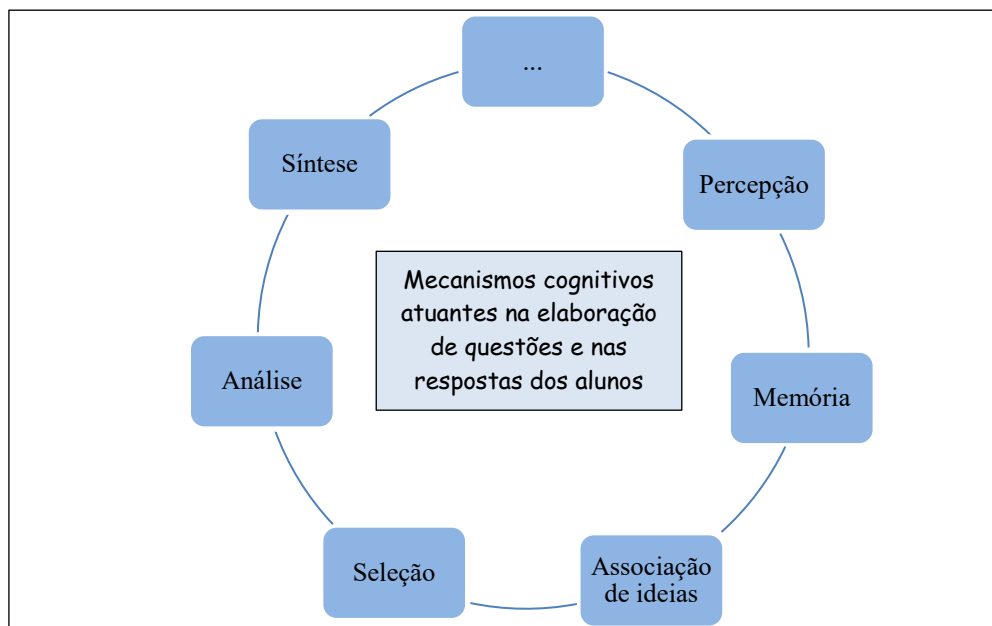 ...
Percepção
Memória
Associação
de ideias
Seleção
Análise
Síntese
Mecanismos cognitivos
atuantes na elaboração
de questões e nas
respostas dos alunos